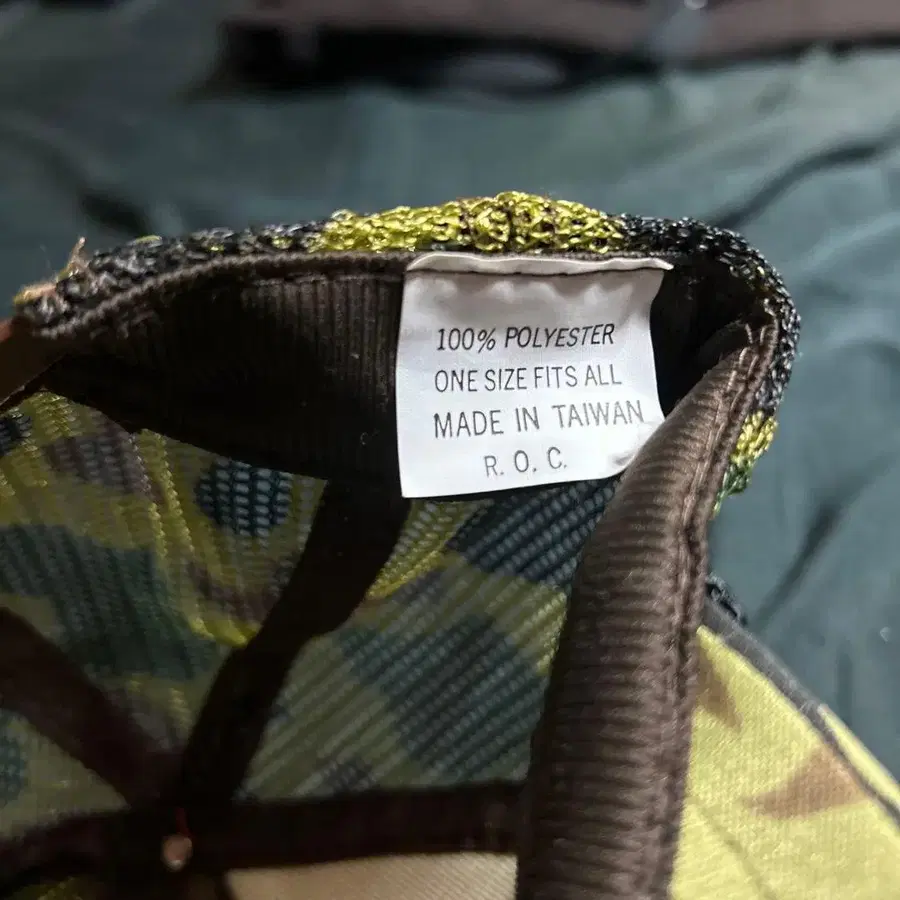 100% POLYESTER
ONE SIZE FITS ALL
MADE IN TAIWAN
R. O. C.